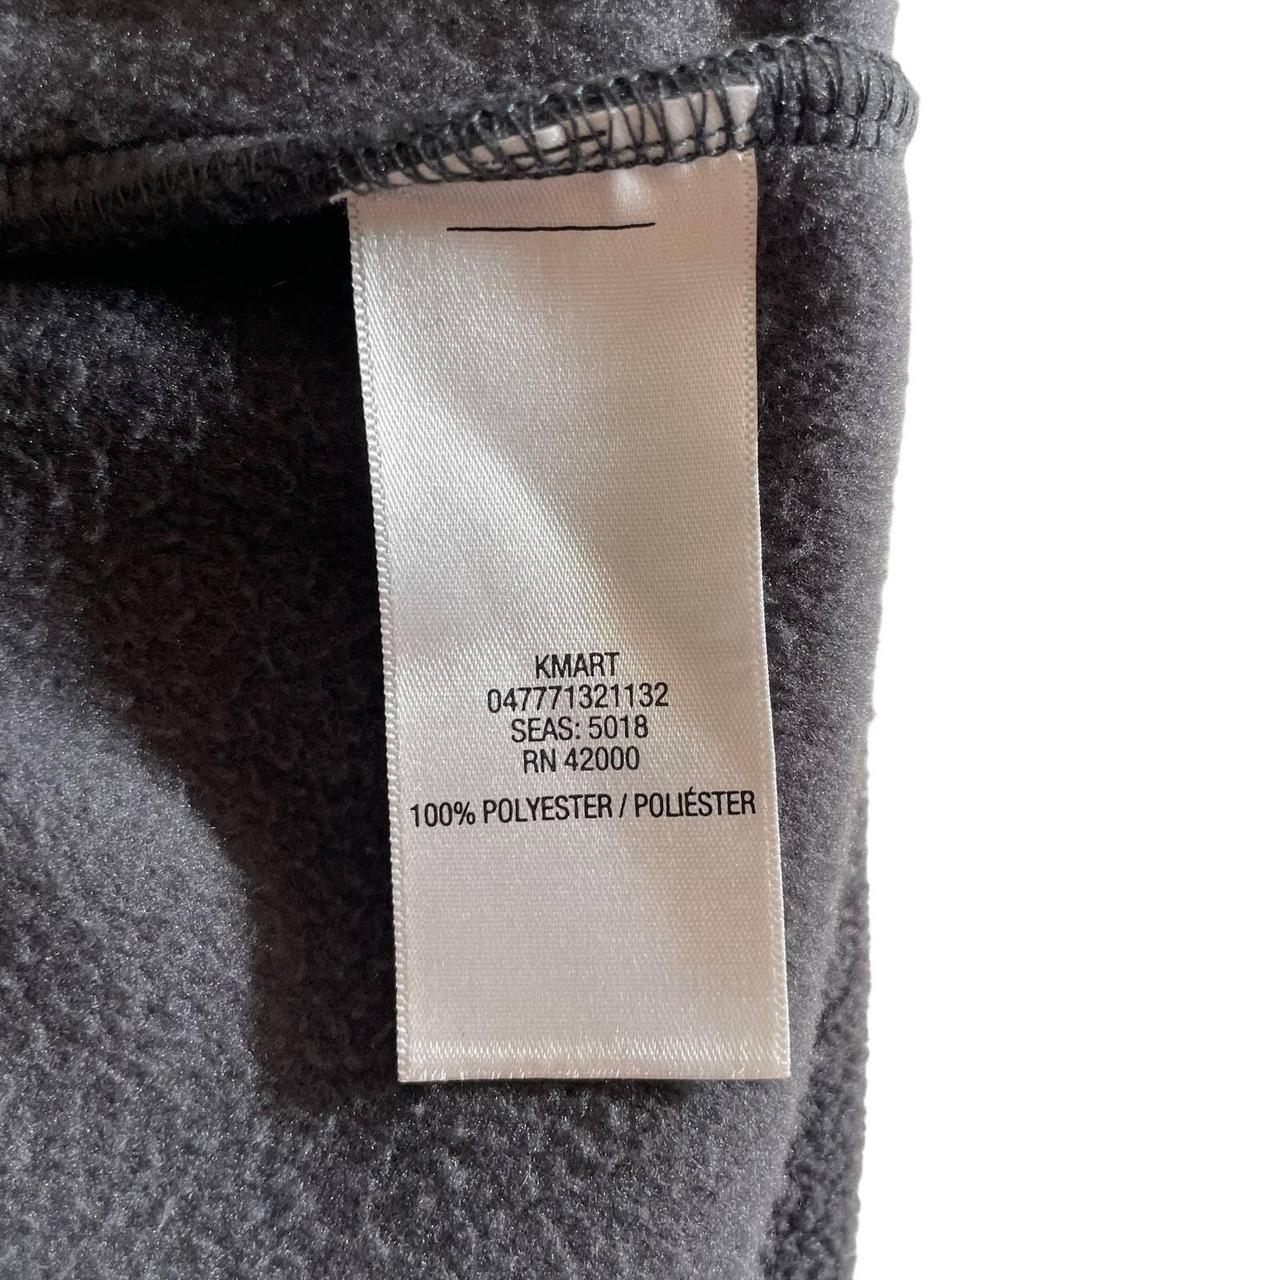 KMART
047771321132
SEAS: 5018
RN 42000
100% POLYESTER / POLIÉSTER